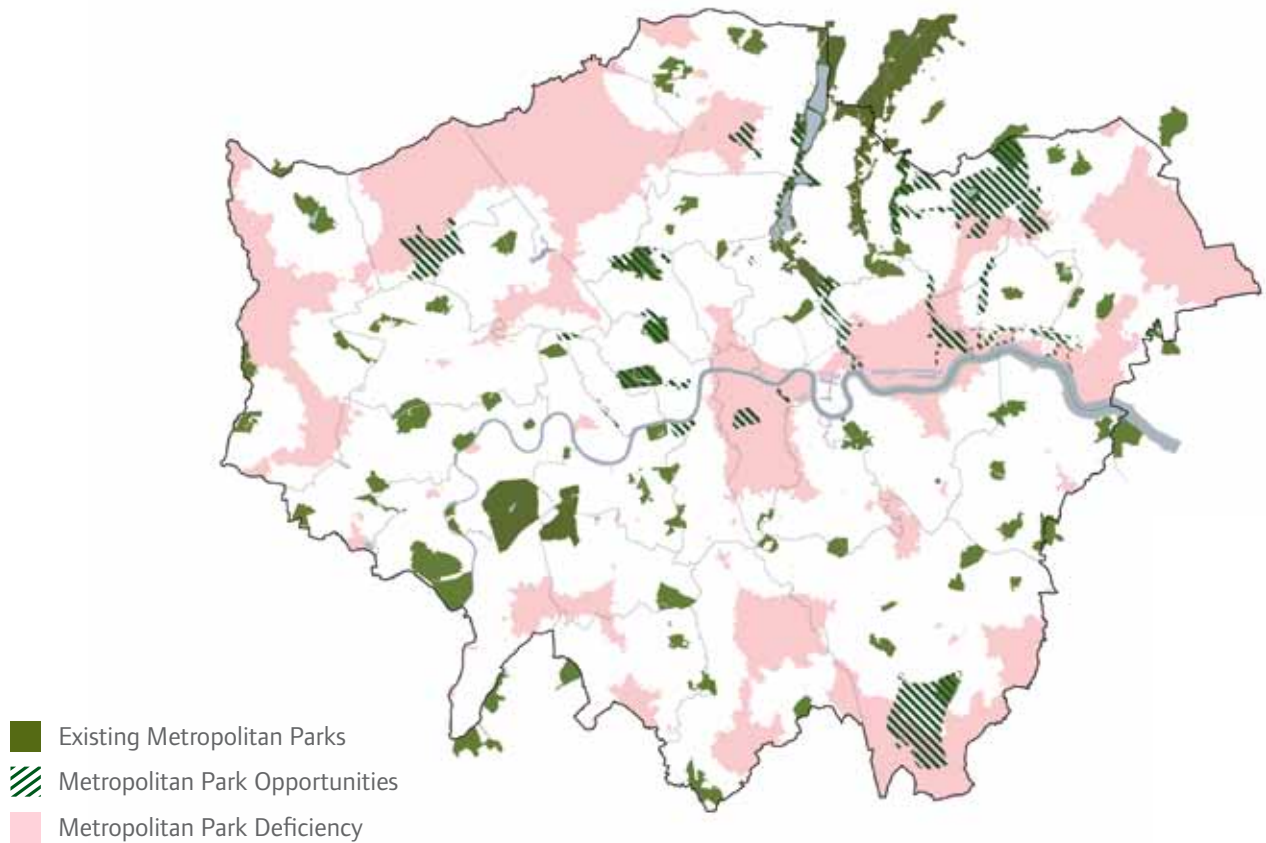 Existing Metropolitan Parks
Metropolitan Park Opportunities
Metropolitan Park Deficiency